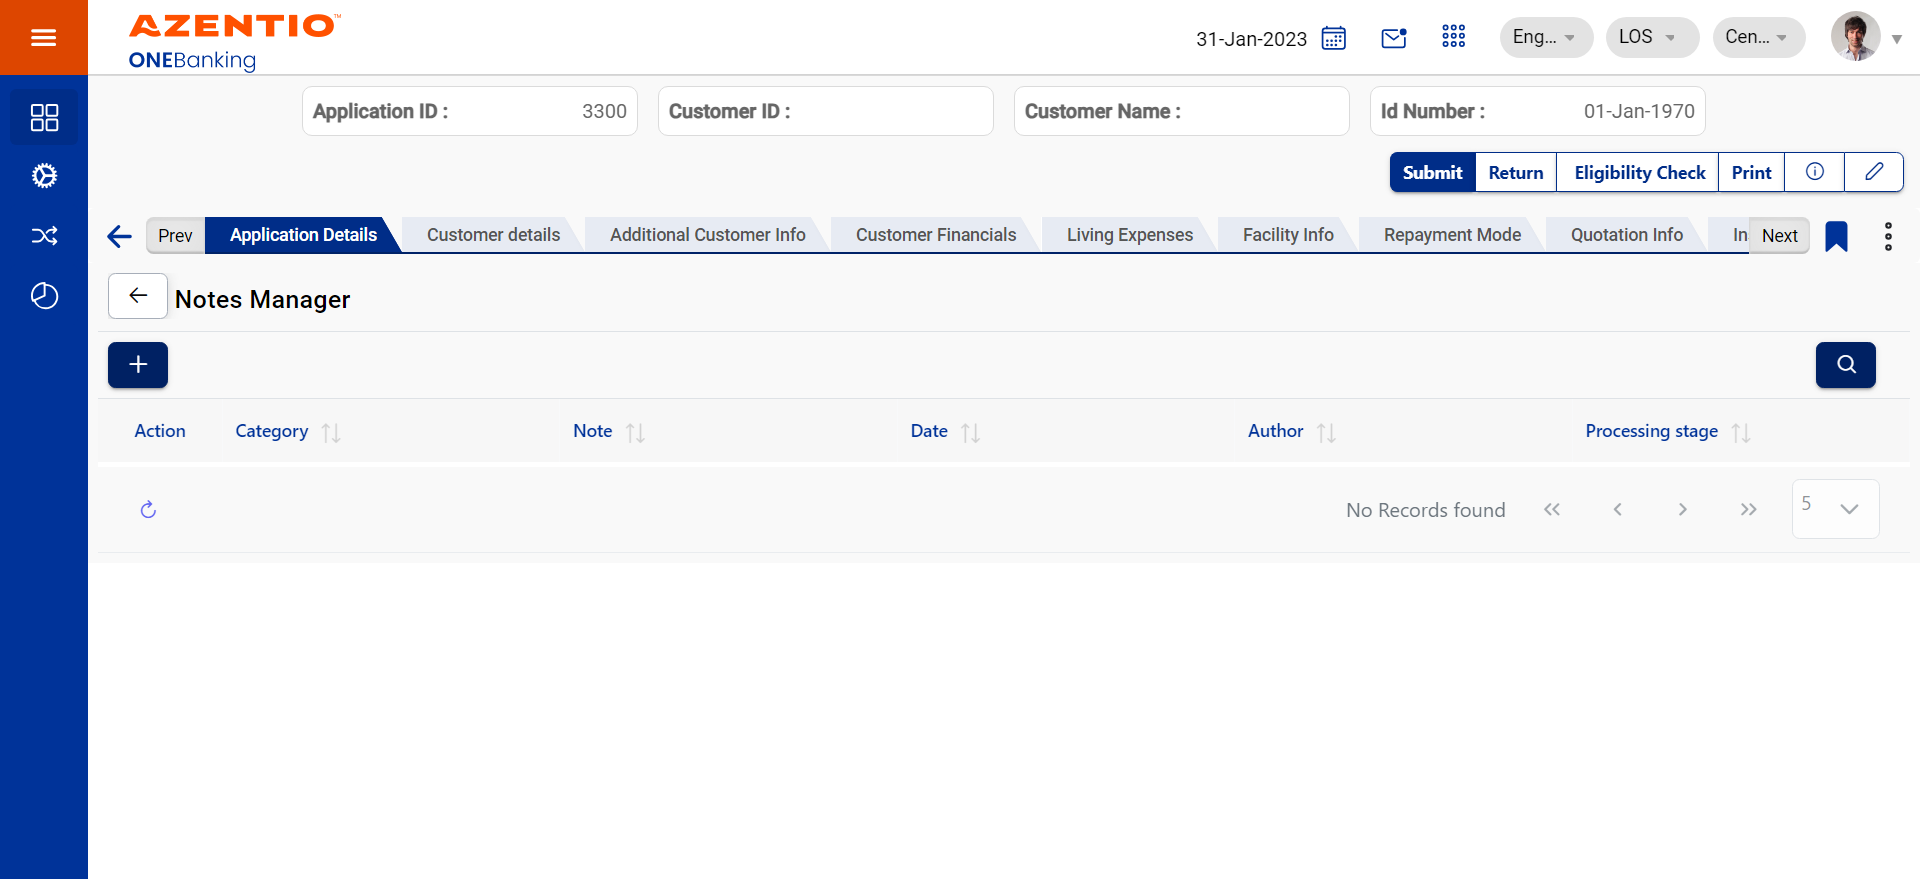 AZENTIO™
ONEBanking
31-Jan-2023
Eng...
LOS
Cen...
Application ID :
3300
Customer ID :
Customer Name :
Id Number :
01-Jan-1970
Submit
Return
Eligibility Check
Print
Prev
Application Details
Customer details
Additional Customer Info
Customer Financials
Living Expenses
Facility Info
Repayment Mode
Quotation Info
In
Next
Notes Manager
Action
Category
Note
Date
Author
Processing stage
No Records found
5